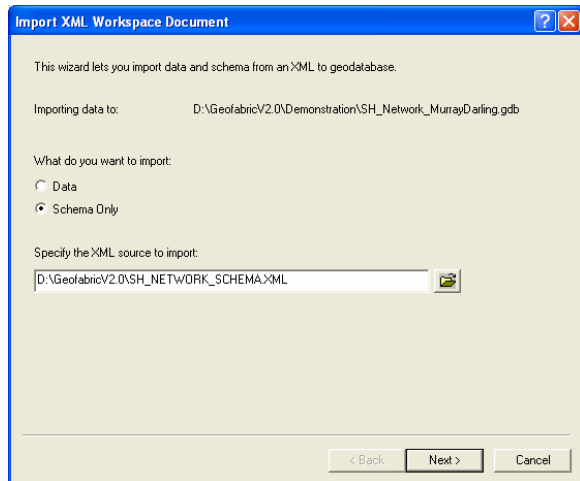 Import XML Workspace Document
This wizard lets you import data and schema from an XML to geodatabase.
Importing data to: D:\GeofabricV2.0\Demonstration\SH_Network_MurrayDarling.gdb
What do you want to import:
Data
Schema Only
Specify the XML source to import:
D:\GeofabricV2.0\SH_NETWORK_SCHEMA.XML
< Back Next > Cancel